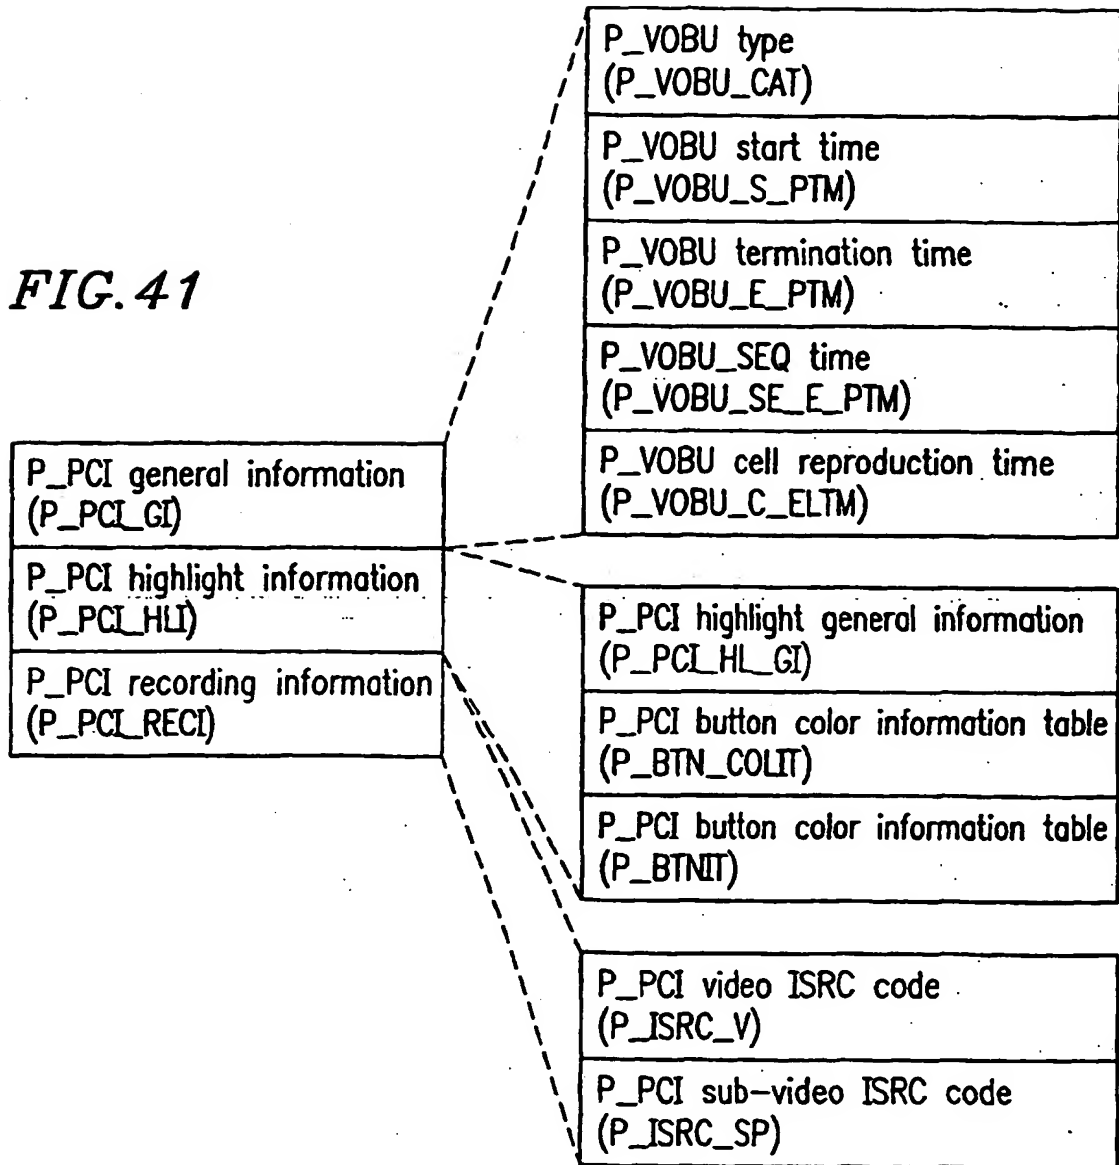 FIG. 41
P_PCI general information
(P_PCI_GI)
P_PCI highlight information
(P_PCI_HLI)
P_PCI recording information
(P_PCI_RECI)
P_VOBU type
(P_VOBU_CAT)
P_VOBU start time
(P_VOBU_S_PTM)
P_VOBU termination time
(P_VOBU_E_PTM)
P_VOBU_SEQ time
(P_VOBU_SE_E_PTM)
P_VOBU cell reproduction time
(P_VOBU_C_ELTM)
P_PCI highlight general information
(P_PCI_HL_GI)
P_PCI button color information table
(P_BTN_COLIT)
P_PCI button color information table
(P_BTNIT)
P_PCI video ISRC code
(P_ISRC_V)
P_PCI sub-video ISRC code
(P_ISRC_SP)